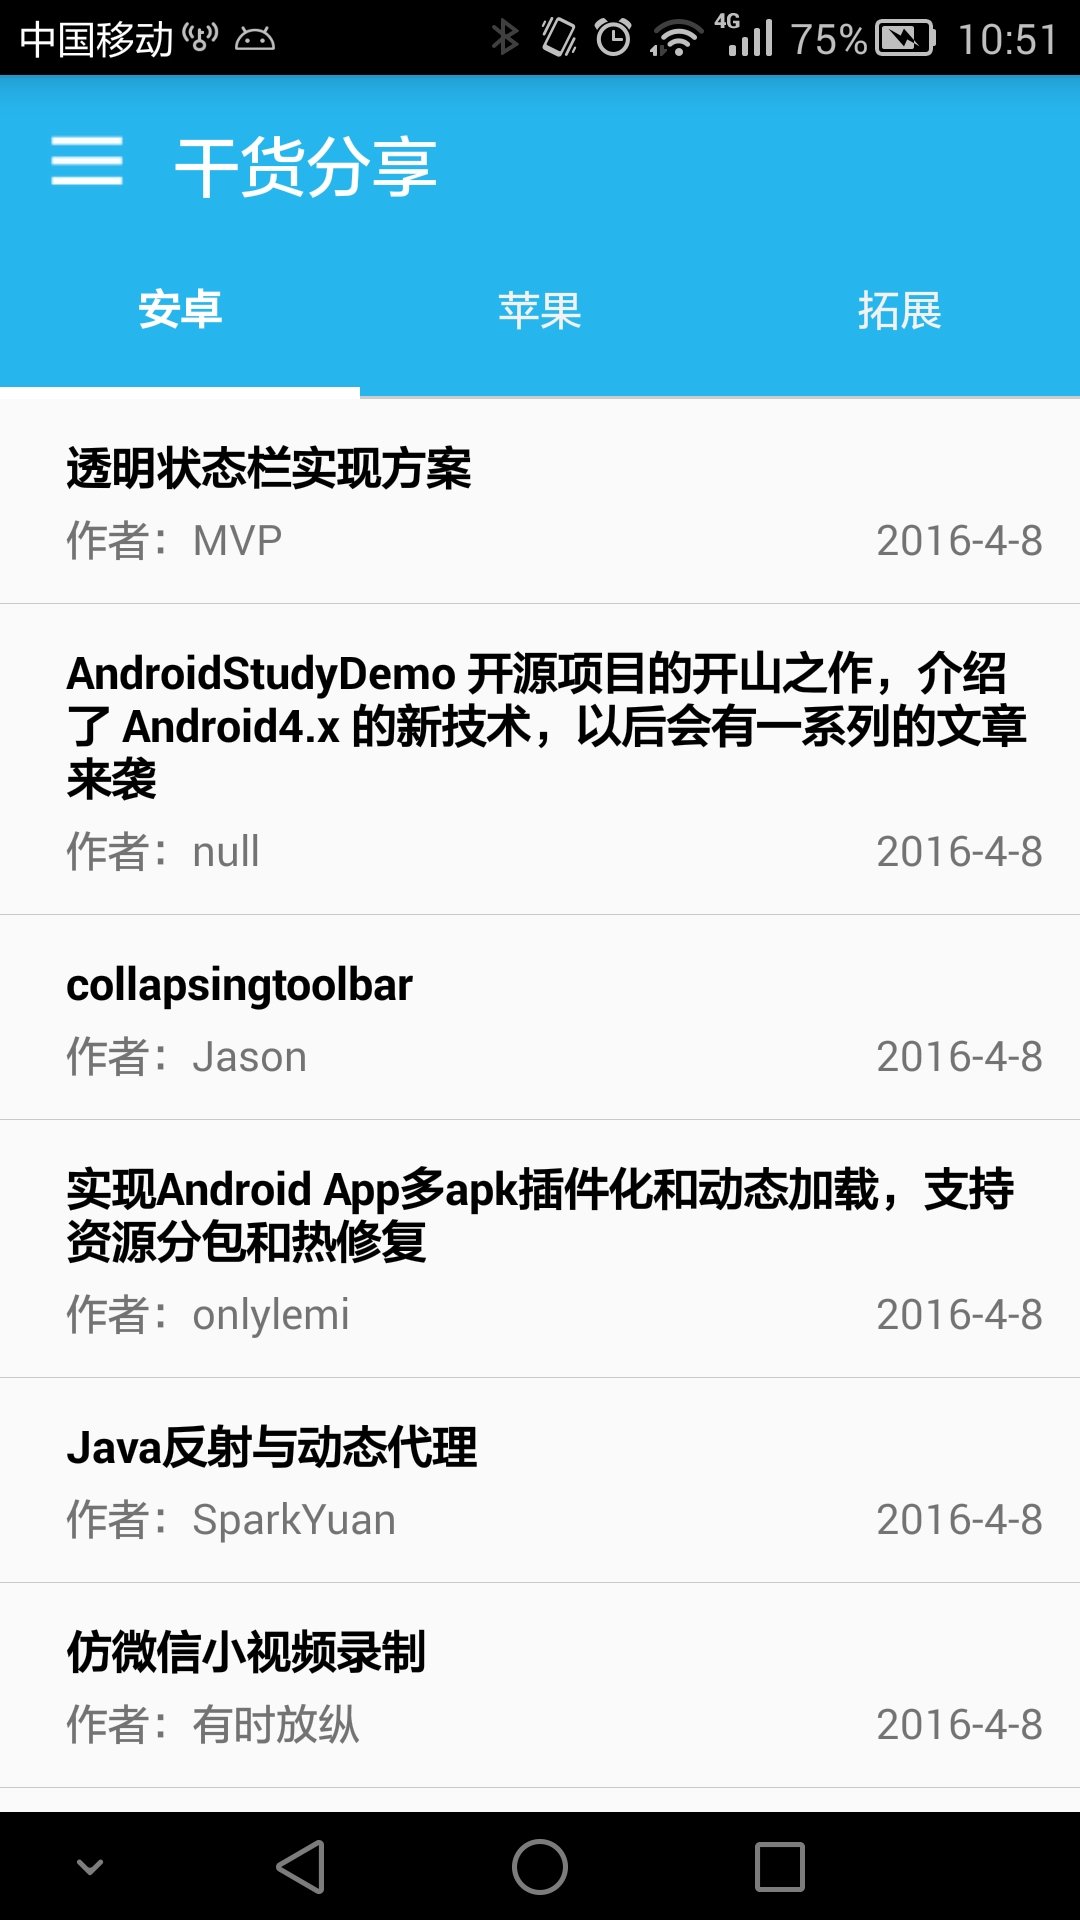 中国移动 4G 75% 10:51
干货分享
安卓 苹果 拓展
透明状态栏实现方案
作者：MVP 2016-4-8
AndroidStudyDemo 开源项目的开山之作，介绍
了 Android4.x 的新技术，以后会有一系列的文章
来袭
作者：null 2016-4-8
collapsingtoolbar
作者：Jason 2016-4-8
实现Android App多apk插件化和动态加载，支持
资源分包和热修复
作者：onlylemi 2016-4-8
Java反射与动态代理
作者：SparkYuan 2016-4-8
仿微信小视频录制
作者：有时放纵 2016-4-8